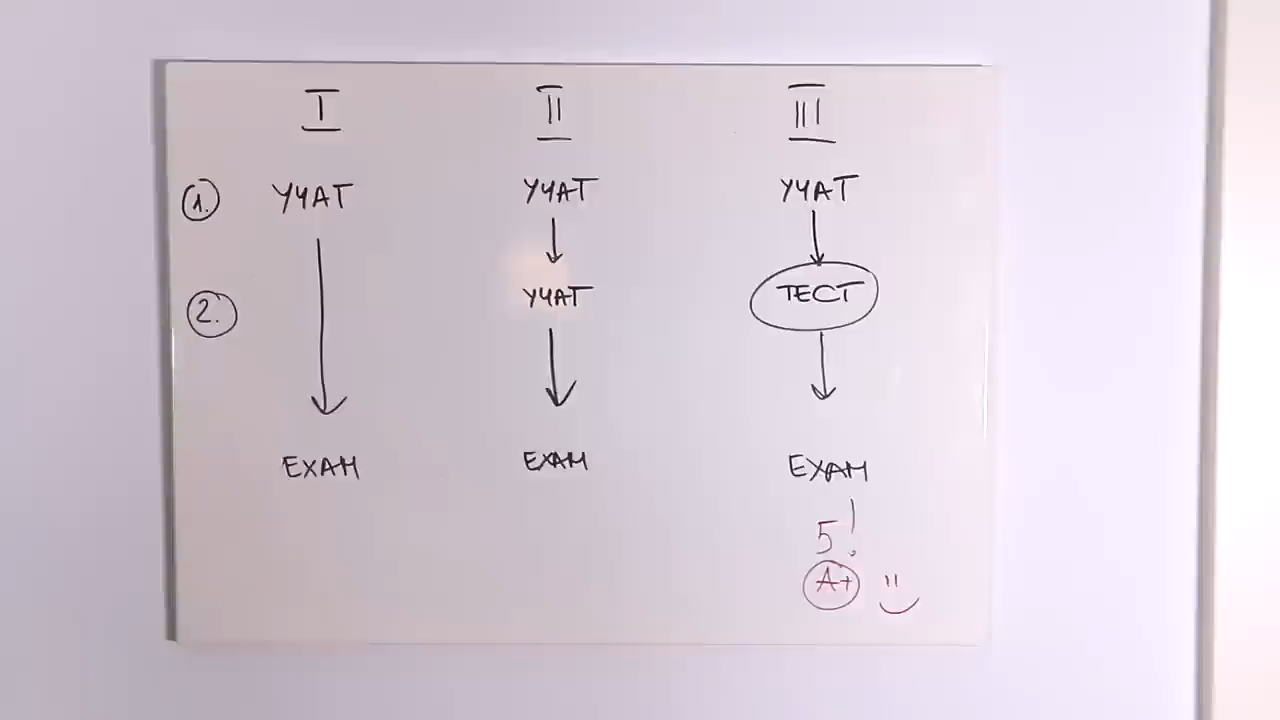 I II III
1. УЧАТ УЧАТ УЧАТ
2. УЧАТ ТЕСТ
EXAM EXAM EXAM
5!
A+